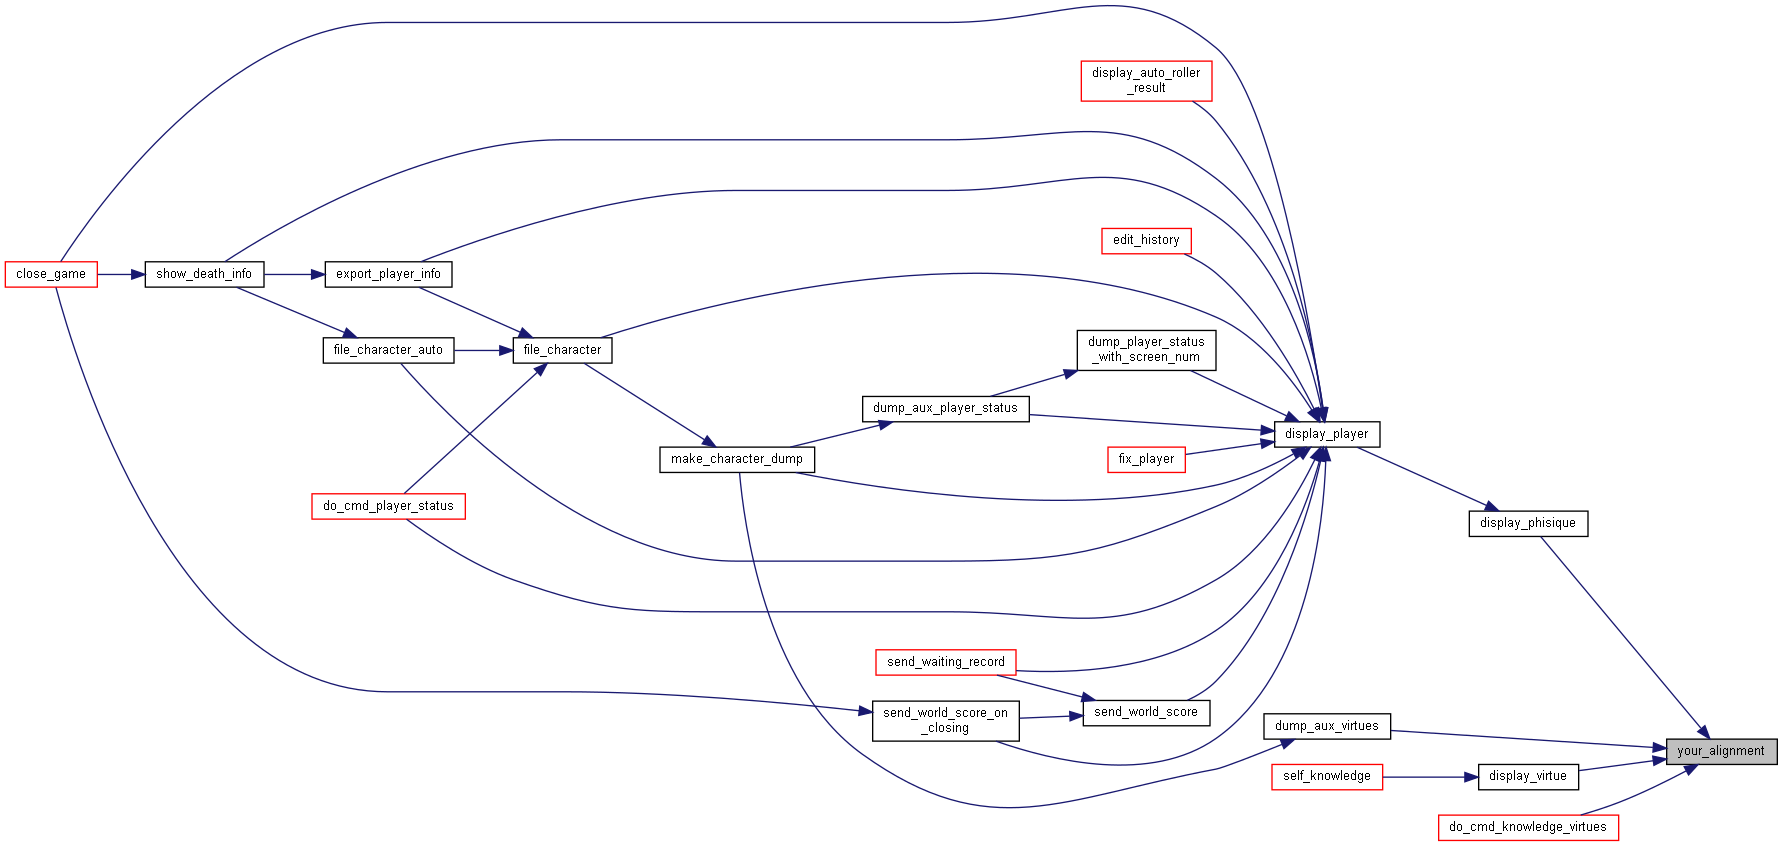 display_auto_roller
_result
edit_history
close_game
show_death_info
export_player_info
file_character_auto
file_character
dump_player_status
_with_screen_num
dump_aux_player_status
display_player
make_character_dump
fix_player
do_cmd_player_status
display_phisique
send_waiting_record
send_world_score_on
_closing
send_world_score
dump_aux_virtues
your_alignment
self_knowledge
display_virtue
do_cmd_knowledge_virtues